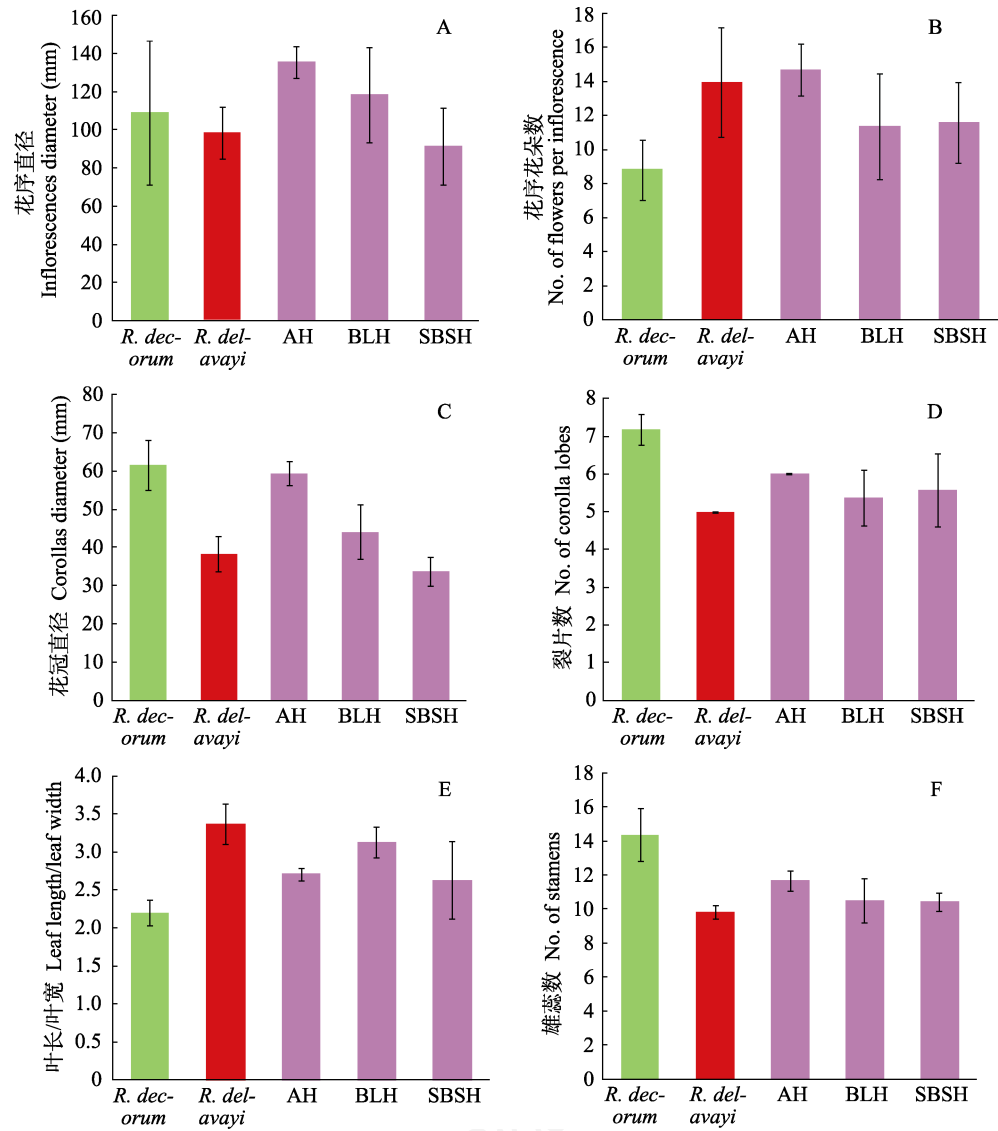 A
花序直径
Inflorescences diameter (mm)
160
140
120
100
80
60
40
20
0
R. dec-
orum
R. del-
avayi
AH
BLH
SBSH
B
花序花朵数
No. of flowers per inflorescence
18
16
14
12
10
8
6
4
2
0
R. dec-
orum
R. del-
avayi
AH
BLH
SBSH
C
花冠直径 Corollas diameter (mm)
80
70
60
50
40
30
20
10
0
R. dec-
orum
R. del-
avayi
AH
BLH
SBSH
D
裂片数 No. of corolla lobes
8
7
6
5
4
3
2
1
0
R. dec-
orum
R. del-
avayi
AH
BLH
SBSH
E
叶长/叶宽 Leaf length/leaf width
4.0
3.5
3.0
2.5
2.0
1.5
1.0
0.5
0
R. dec-
orum
R. del-
avayi
AH
BLH
SBSH
F
雄蕊数 No. of stamens
18
16
14
12
10
8
6
4
2
0
R. dec-
orum
R. del-
avayi
AH
BLH
SBSH